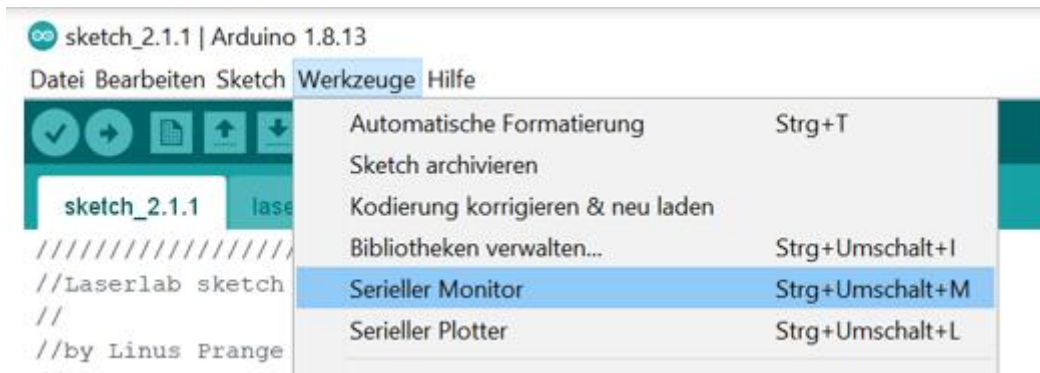 sketch_2.1.1 | Arduino 1.8.13
Datei Bearbeiten Sketch Werkzeuge Hilfe
Automatische Formatierung Strg+T
Sketch archivieren
sketch_2.1.1 lase Kodierung korrigieren & neu laden
////////////////// Bibliotheken verwalten... Strg+Umschalt+I
//Laserlab sketch Serieller Monitor Strg+Umschalt+M
// Serieller Plotter Strg+Umschalt+L
//by Linus Prange